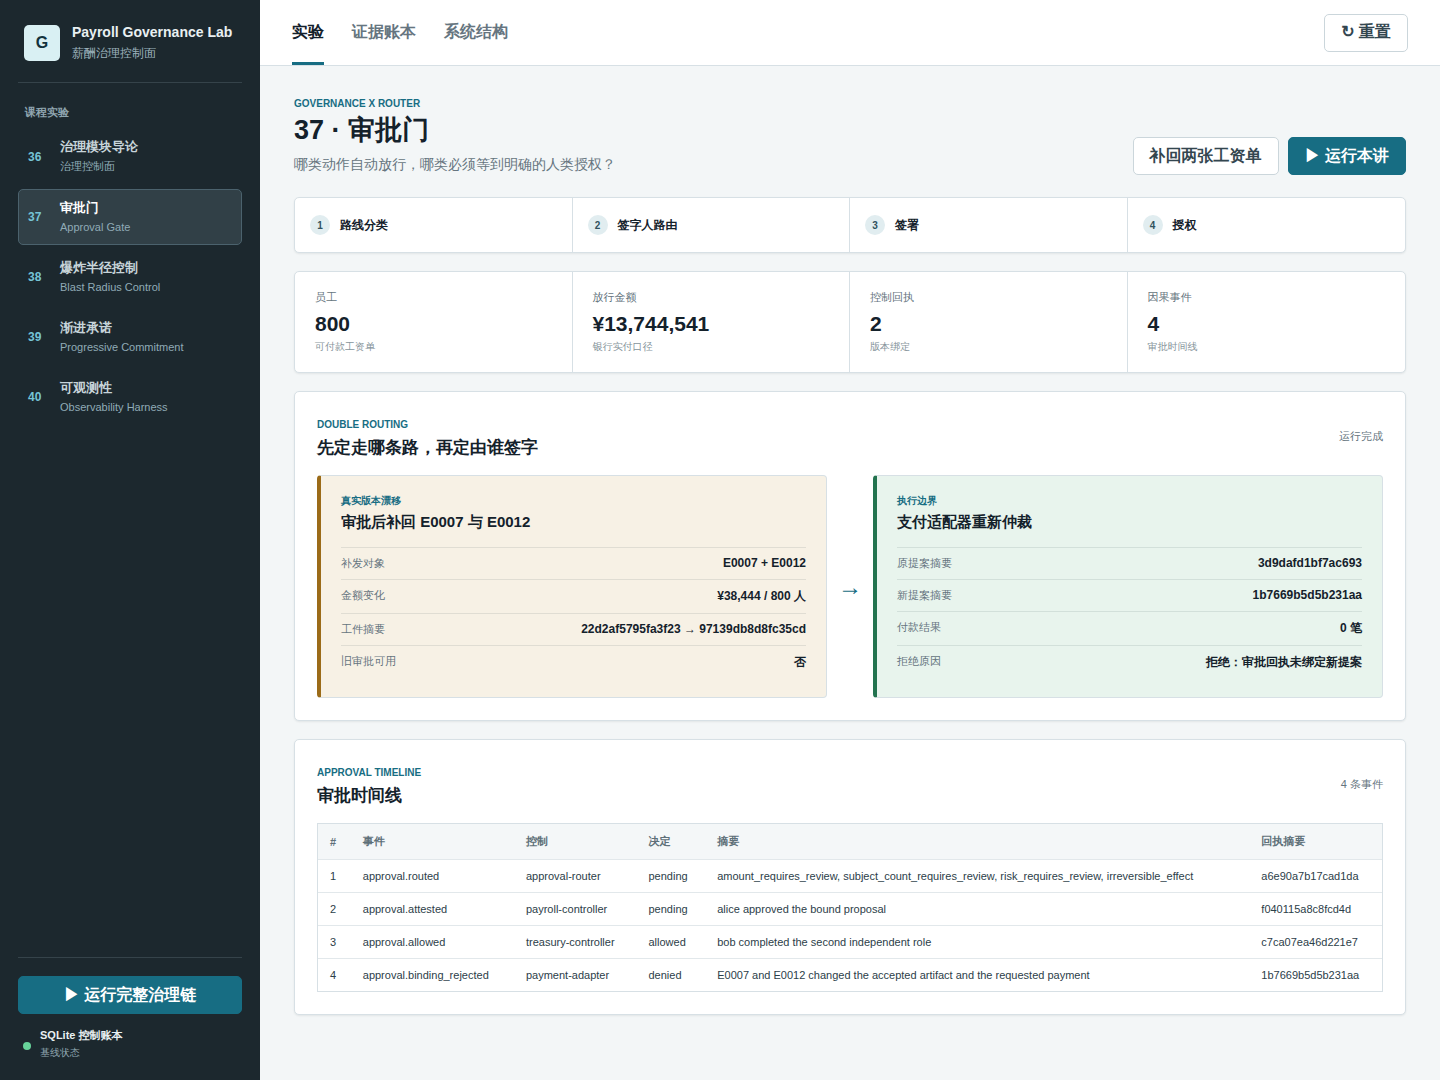 G
Payroll Governance Lab
薪酬治理控制面
课程实验
36
治理模块导论
治理控制面
37
审批门
Approval Gate
38
爆炸半径控制
Blast Radius Control
39
渐进承诺
Progressive Commitment
40
可观测性
Observability Harness
▶ 运行完整治理链
SQLite 控制账本
基线状态
实验 证据账本 系统结构
↻ 重置
GOVERNANCE X ROUTER
37 · 审批门
哪类动作自动放行，哪类必须等到明确的人类授权？
补回两张工资单
▶ 运行本讲
1 路线分类
2 签字人路由
3 签署
4 授权
员工
800
可付款工资单
放行金额
¥13,744,541
银行实付口径
控制回执
2
版本绑定
因果事件
4
审批时间线
DOUBLE ROUTING
先定走哪条路，再定由谁签字
运行完成
真实版本漂移
审批后补回 E0007 与 E0012
补发对象 E0007 + E0012
金额变化 ¥38,444 / 800 人
工件摘要 22d2af5795fa3f23 → 97139db8d8fc35cd
旧审批可用 否
→
执行边界
支付适配器重新仲裁
原提案摘要 3d9dafd1bf7ac693
新提案摘要 1b7669b5d5b231aa
付款结果 0 笔
拒绝原因 拒绝：审批回执未绑定新提案
APPROVAL TIMELINE
审批时间线
4 条事件
# 事件 控制 决定 摘要 回执摘要
1 approval.routed approval-router pending amount_requires_review, subject_count_requires_review, risk_requires_review, irreversible_effect a6e90a7b17cad1da
2 approval.attested payroll-controller pending alice approved the bound proposal f040115a8c8fcd4d
3 approval.allowed treasury-controller allowed bob completed the second independent role c7ca07ea46d221e7
4 approval.binding_rejected payment-adapter denied E0007 and E0012 changed the accepted artifact and the requested payment 1b7669b5d5b231aa